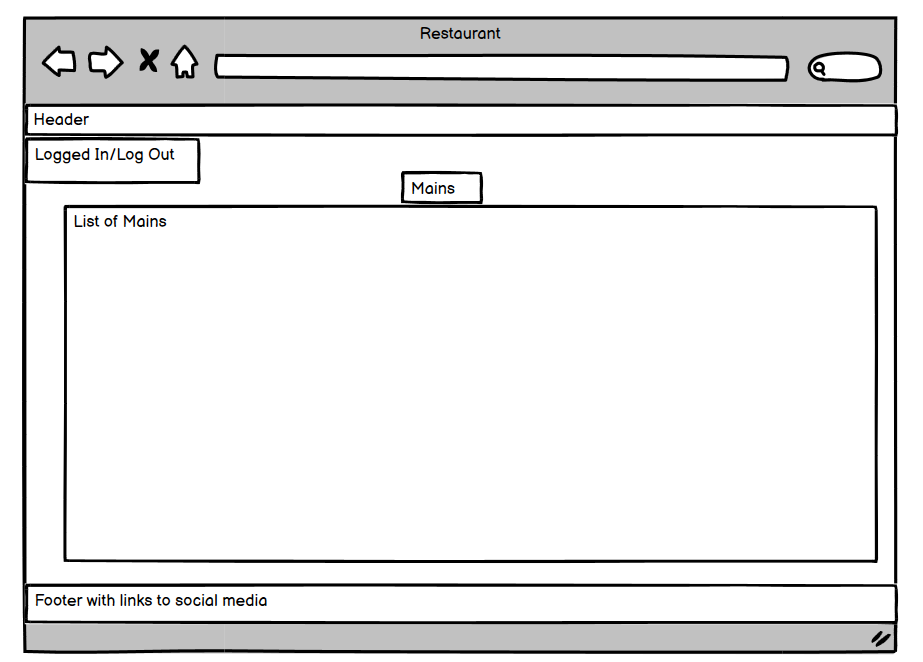 Restaurant
Header
Logged In/Log Out
Mains
List of Mains
Footer with links to social media